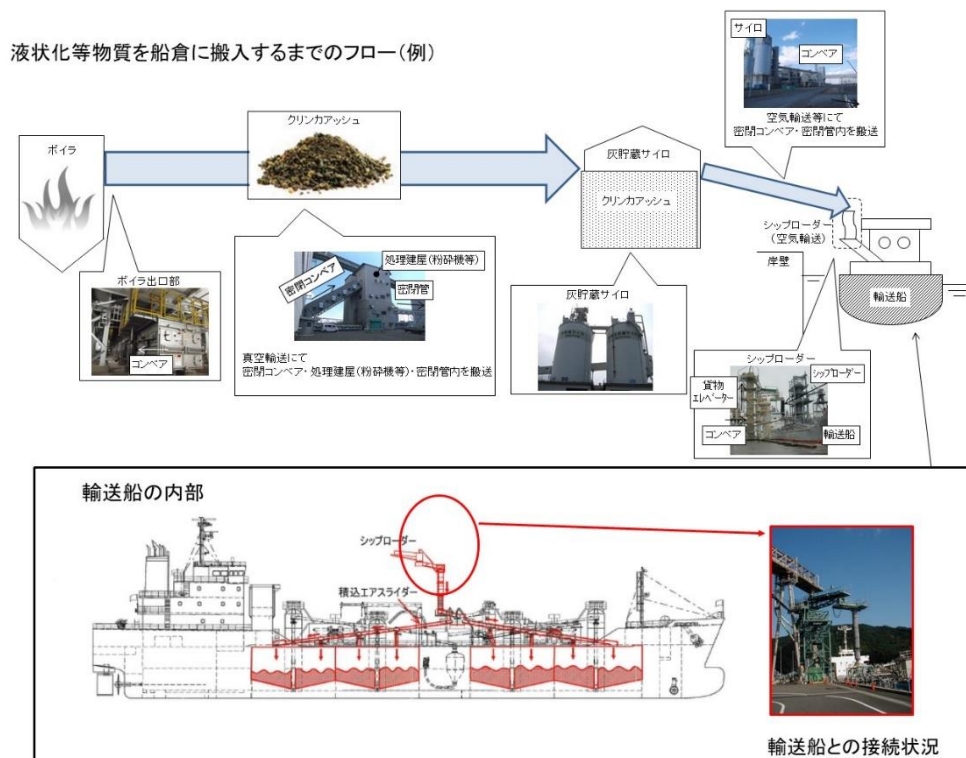 液状化等物質を船倉に搬入するまでのフロー(例)
サイロ
コンベア
空気輸送等にて
密閉コンベア・密閉管内を搬送
ボイラ
クリンカアッシュ
灰貯蔵サイロ
クリンカアッシュ
シップローダー
(空気輸送)
岸壁
輸送船
ボイラ出口部
コンベア
密閉コンベア
処理建屋(粉砕機等)
密閉管
真空輸送にて
密閉コンベア・処理建屋(粉砕機等)・密閉管内を搬送
灰貯蔵サイロ
シップローダー
貨物
エレベーター
シップローダー
コンベア
輸送船
輸送船の内部
シップローダー
積込エアスライダー
輸送船との接続状況